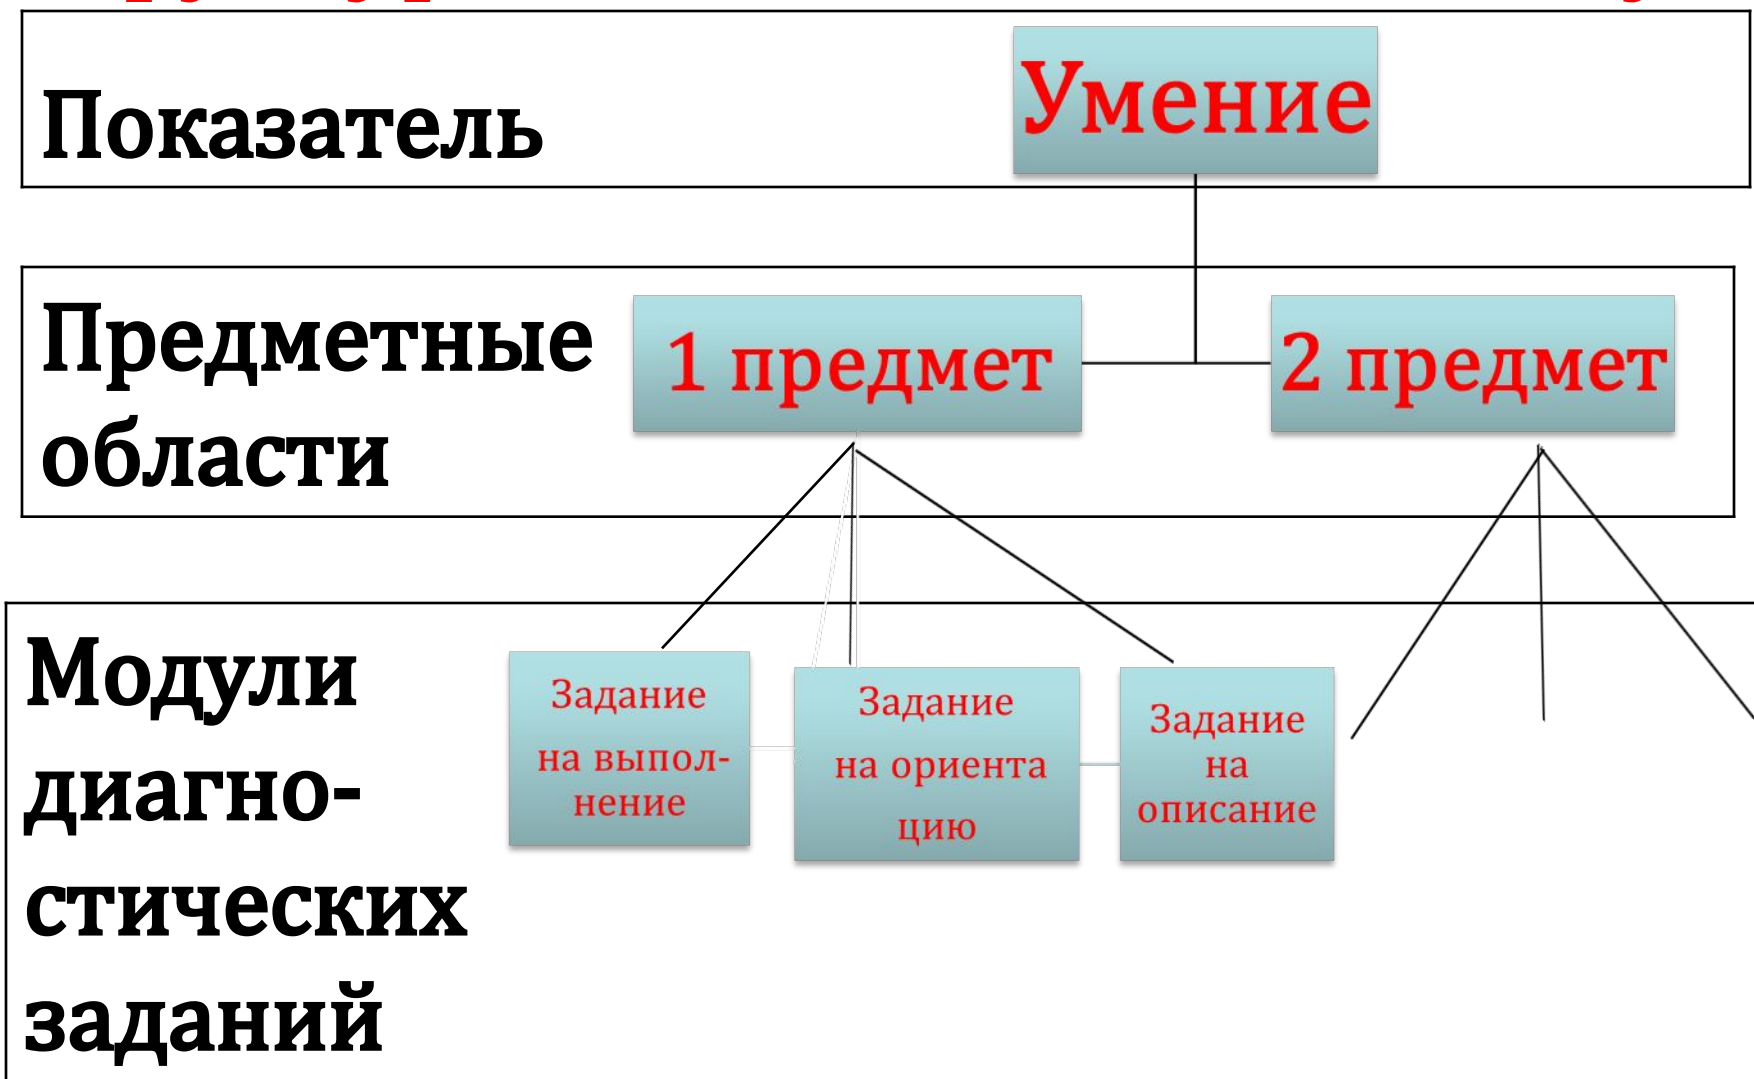 Показатель
Умение
Предметные
области
1 предмет
2 предмет
Модули
диагно-
стических
заданий
Задание
на выпол-
нение
Задание
на ориента
цию
Задание
на
описание